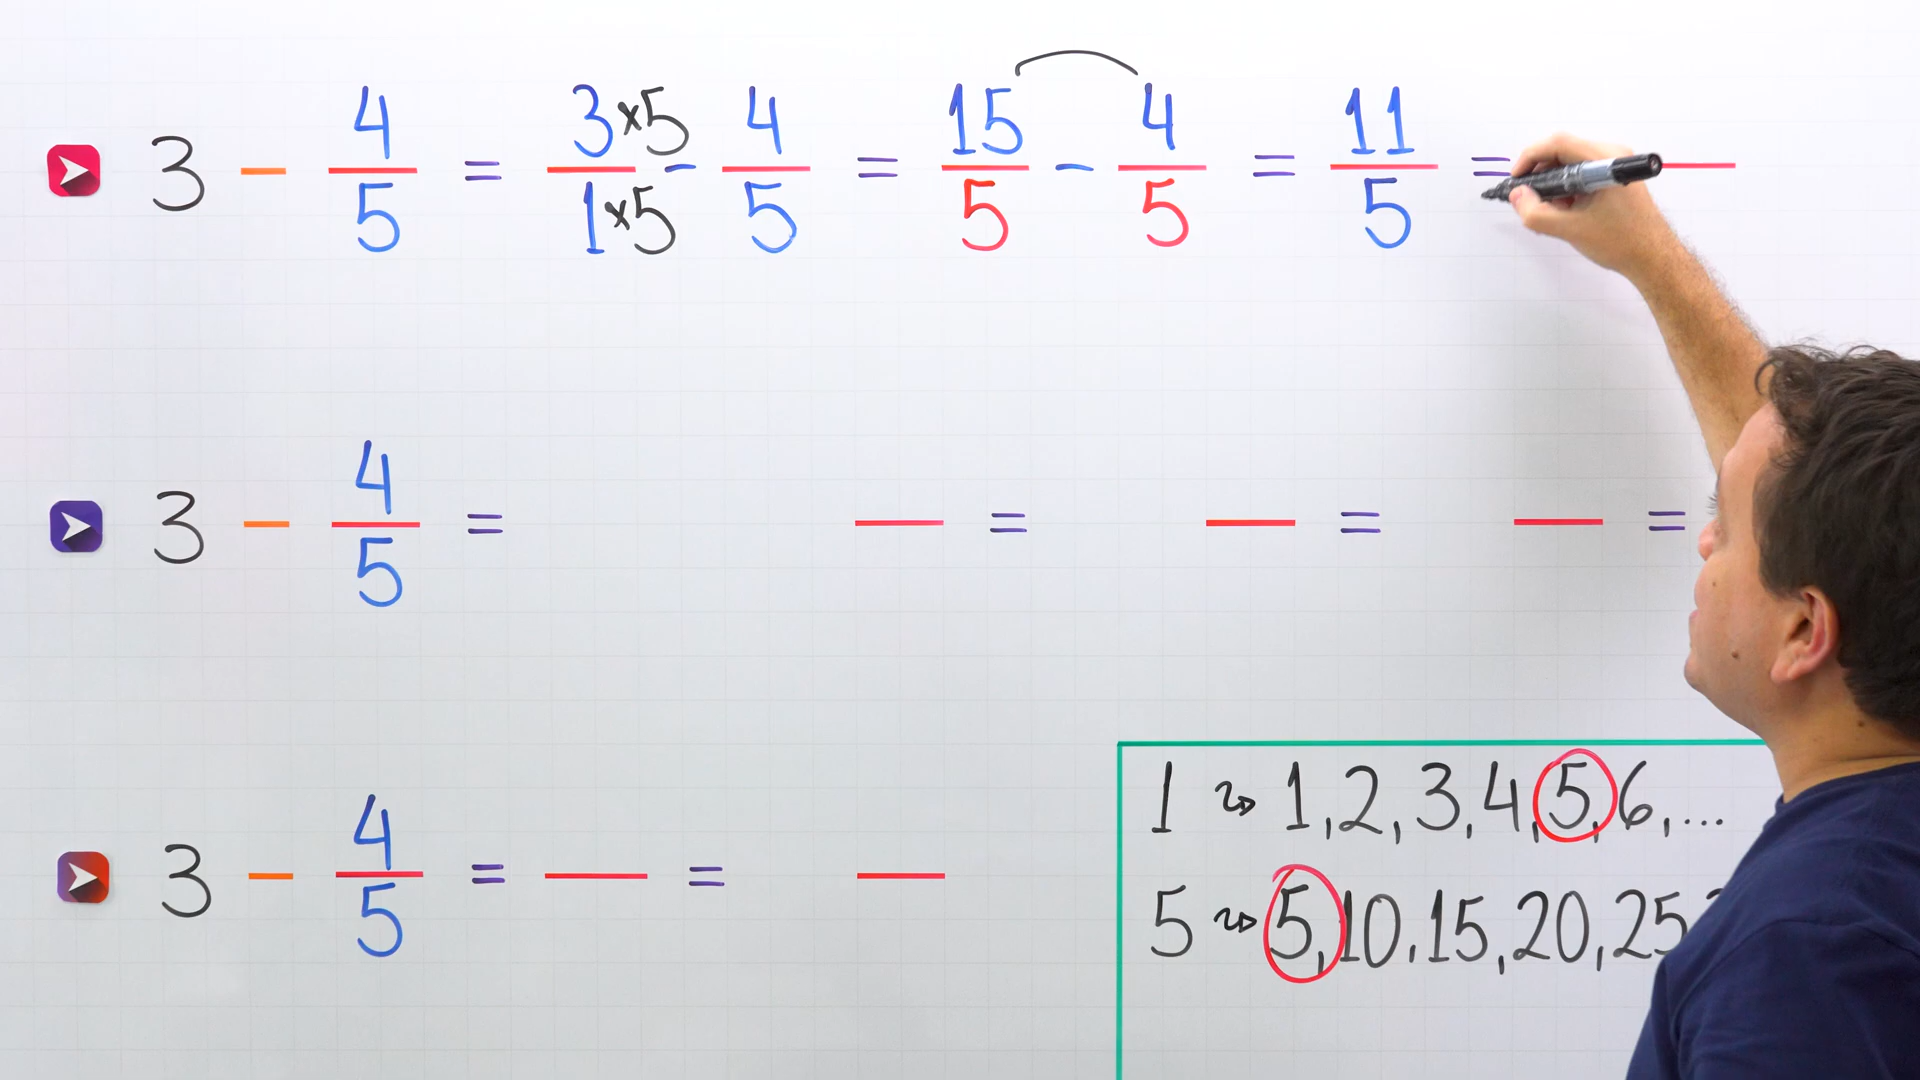 3 - 4/5 = 3×5/1×5 - 4/5 = 15/5 - 4/5 = 11/5 =
3 - 4/5 = = = =
3 - 4/5 = =
1 ⤳ 1, 2, 3, 4, 5, 6, ...
5 ⤳ 5, 10, 15, 20, 25